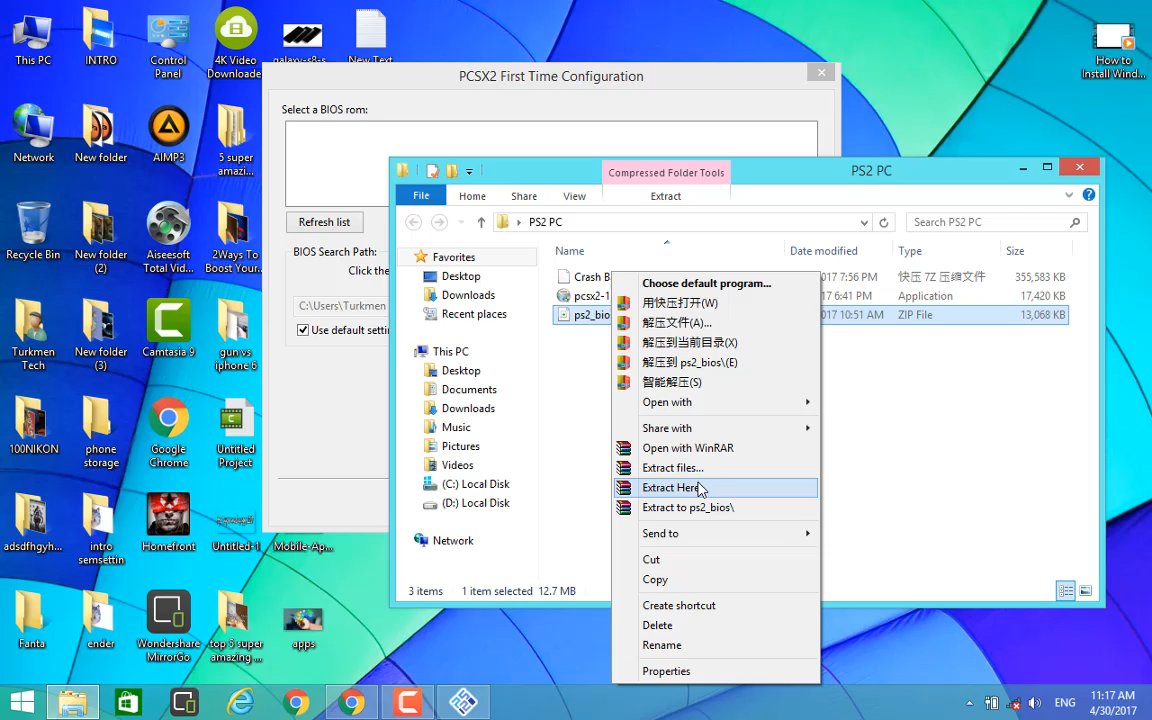 This PC
INTRO
Control
Panel
4K Video
Downloade
galaxy-s8-s
New Text
How to
Install Wind...
Network
New folder
AIMP3
5 super
amazi...
Recycle Bin
New folder
(2)
Aiseesoft
Total Vid...
2Ways To
Boost Your...
Turkmen
Tech
New folder
(3)
Camtasia 9
gun vs
iphone 6
100NIKON
phone
storage
Google
Chrome
Untitled
Project
adsdfhgyh...
intro
semsettin
Homefront
Untitled-1
Mobile-Ap...
Fanta
ender
Wondershare
MirrorGo
top 5 super
amazing ...
apps
PCSX2 First Time Configuration
Select a BIOS rom:
Refresh list
BIOS Search Path:
Click the
C:\Users\Turkmen
Use default setti
Compressed Folder Tools
PS2 PC
File
Home
Share
View
Extract
PS2 PC
Search PS2 PC
Favorites
Desktop
Downloads
Recent places
This PC
Desktop
Documents
Downloads
Music
Pictures
Videos
(C:) Local Disk
(D:) Local Disk
Network
Name Date modified Type Size
Crash B 017 7:56 PM 快压 7Z 压缩文件 355,583 KB
pcsx2-1 17 6:41 PM Application 17,420 KB
ps2_bio 017 10:51 AM ZIP File 13,068 KB
3 items 1 item selected 12.7 MB
Choose default program...
用快压打开(W)
解压文件(A)...
解压到当前目录(X)
解压到 ps2_bios\(E)
智能解压(S)
Open with
Share with
Open with WinRAR
Extract files...
Extract Here
Extract to ps2_bios\
Send to
Cut
Copy
Create shortcut
Delete
Rename
Properties
ENG
11:17 AM
4/30/2017